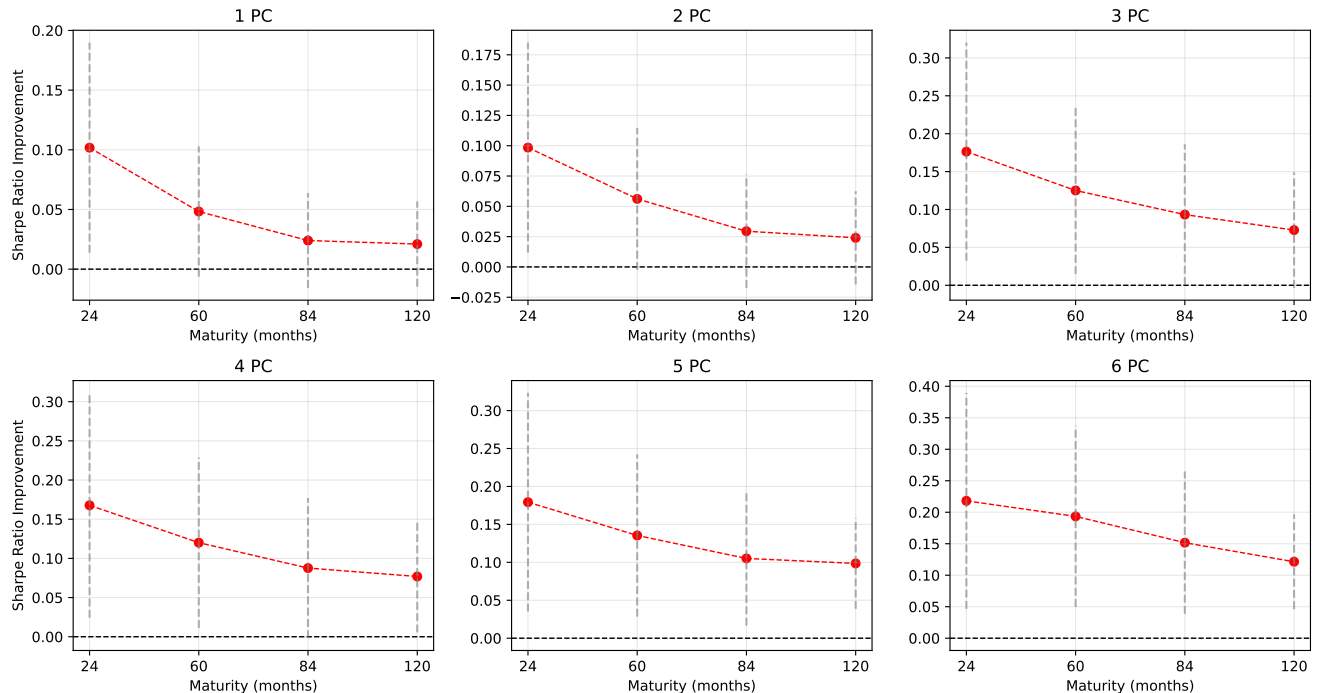 1 PC
2 PC
3 PC
Sharpe Ratio Improvement
0.20
0.15
0.10
0.05
0.00
0.175
0.150
0.125
0.100
0.075
0.050
0.025
0.000
−0.025
0.30
0.25
0.20
0.15
0.10
0.05
0.00
24 60 84 120
24 60 84 120
24 60 84 120
Maturity (months)
Maturity (months)
Maturity (months)
4 PC
5 PC
6 PC
Sharpe Ratio Improvement
0.30
0.25
0.20
0.15
0.10
0.05
0.00
0.30
0.25
0.20
0.15
0.10
0.05
0.00
0.40
0.35
0.30
0.25
0.20
0.15
0.10
0.05
0.00
24 60 84 120
24 60 84 120
24 60 84 120
Maturity (months)
Maturity (months)
Maturity (months)